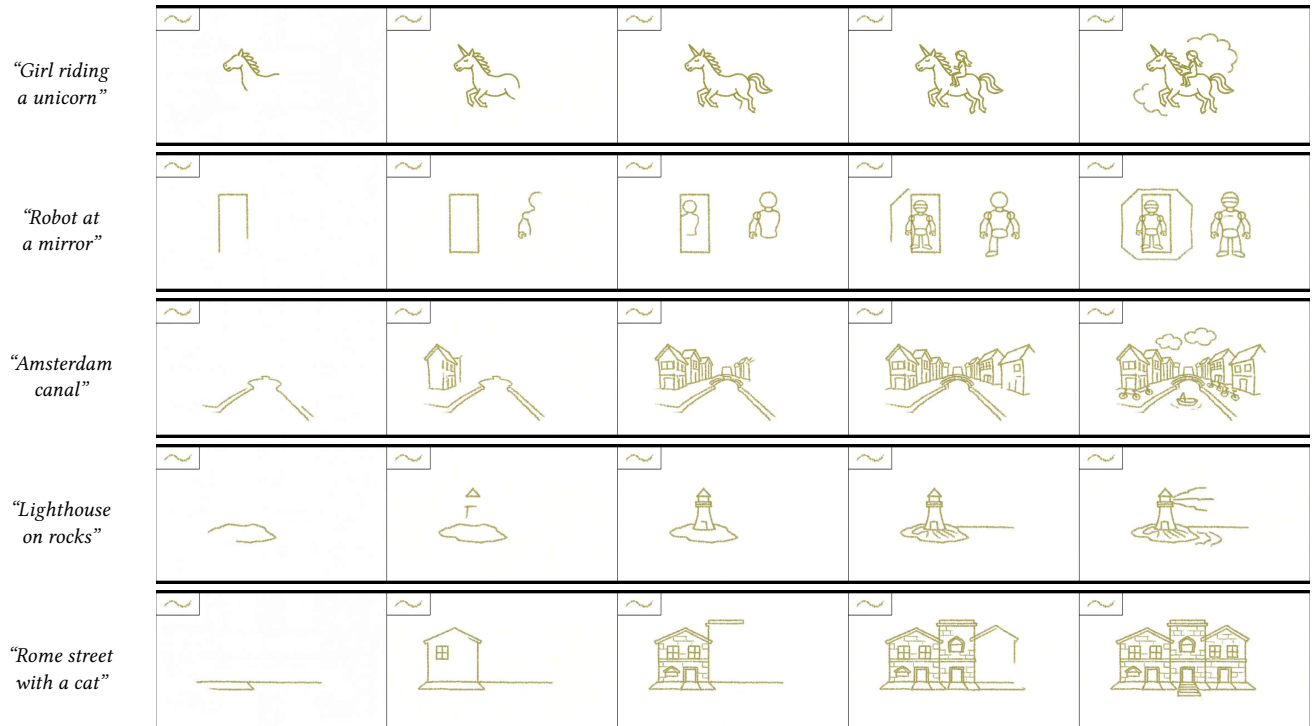 “Girl riding
a unicorn”
“Robot at
a mirror”
“Amsterdam
canal”
“Lighthouse
on rocks”
“Rome street
with a cat”